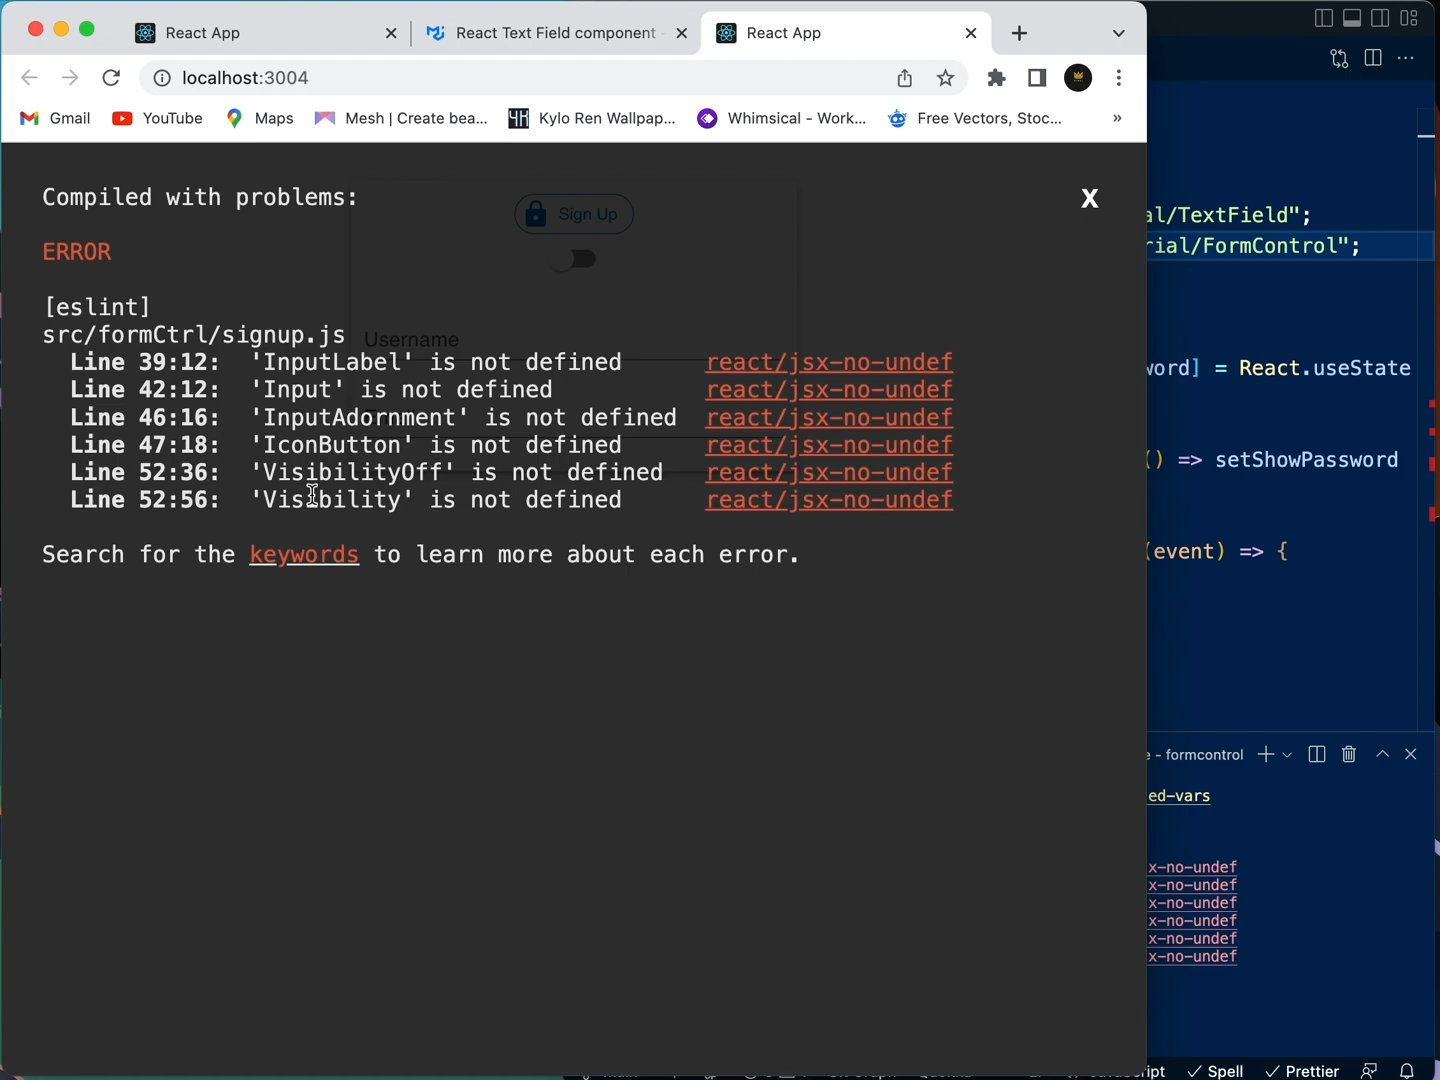 React App
React Text Field component -
React App
localhost:3004
Gmail
YouTube
Maps
Mesh | Create bea...
Kylo Ren Wallpap...
Whimsical - Work...
Free Vectors, Stoc...
»
Compiled with problems:
X
Sign Up
ERROR
[eslint]
src/formCtrl/signup.js
Username
Line 39:12: 'InputLabel' is not defined react/jsx-no-undef
Line 42:12: 'Input' is not defined react/jsx-no-undef
Line 46:16: 'InputAdornment' is not defined react/jsx-no-undef
Line 47:18: 'IconButton' is not defined react/jsx-no-undef
Line 52:36: 'VisibilityOff' is not defined react/jsx-no-undef
Line 52:56: 'Visibility' is not defined react/jsx-no-undef
Search for the keywords to learn more about each error.
al/TextField";
rial/FormControl";
word] = React.useState
() => setShowPassword
(event) => {
e - formcontrol
ed-vars
x-no-undef
x-no-undef
x-no-undef
x-no-undef
x-no-undef
x-no-undef
Spell
Prettier